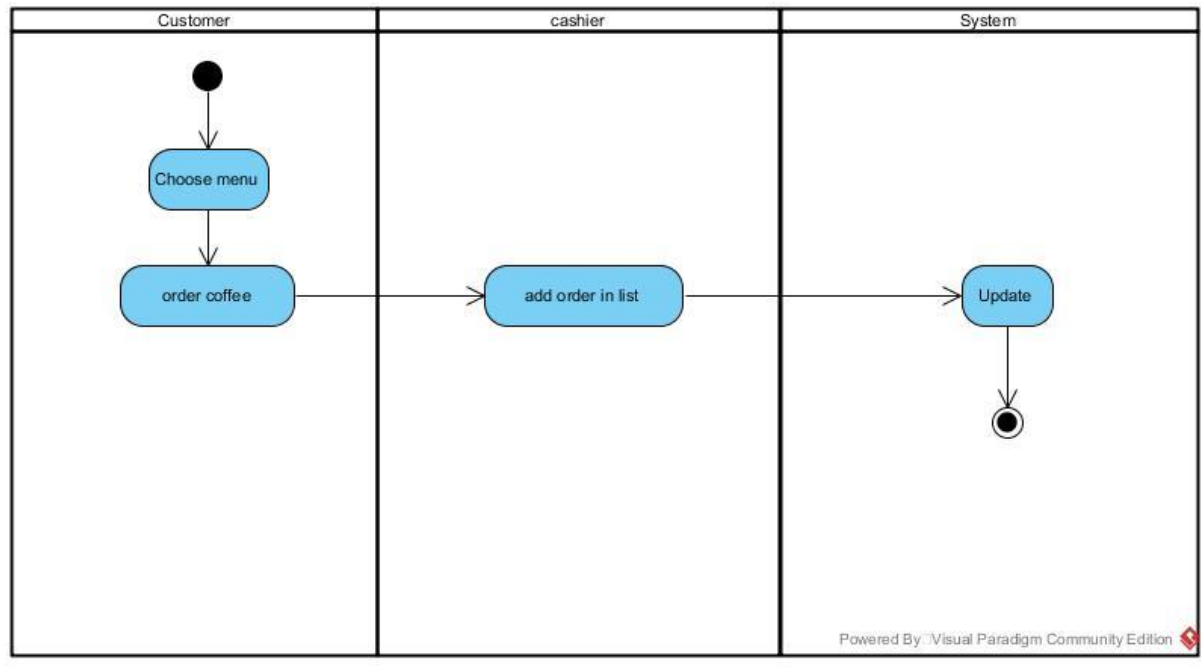 Customer
cashier
System
Choose menu
order coffee
add order in list
Update
Powered By Visual Paradigm Community Edition